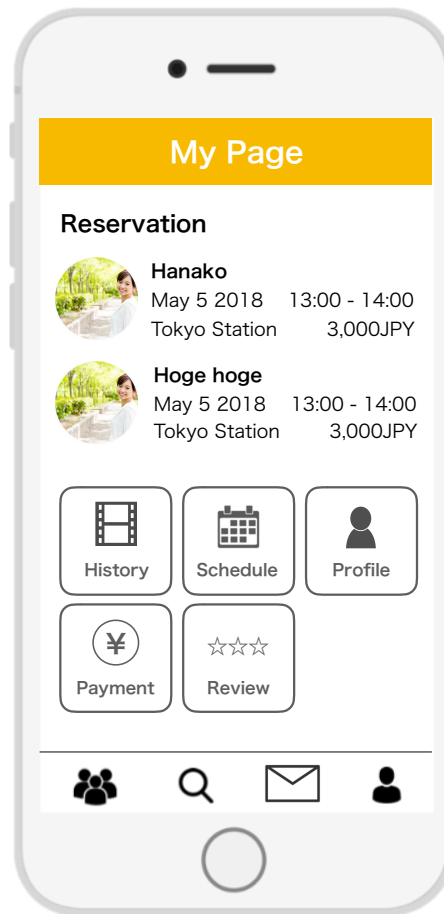 My Page
Reservation
Hanako
May 5 2018 13:00 - 14:00
Tokyo Station 3,000JPY
Hoge hoge
May 5 2018 13:00 - 14:00
Tokyo Station 3,000JPY
History Schedule Profile
¥ ☆☆☆
Payment Review